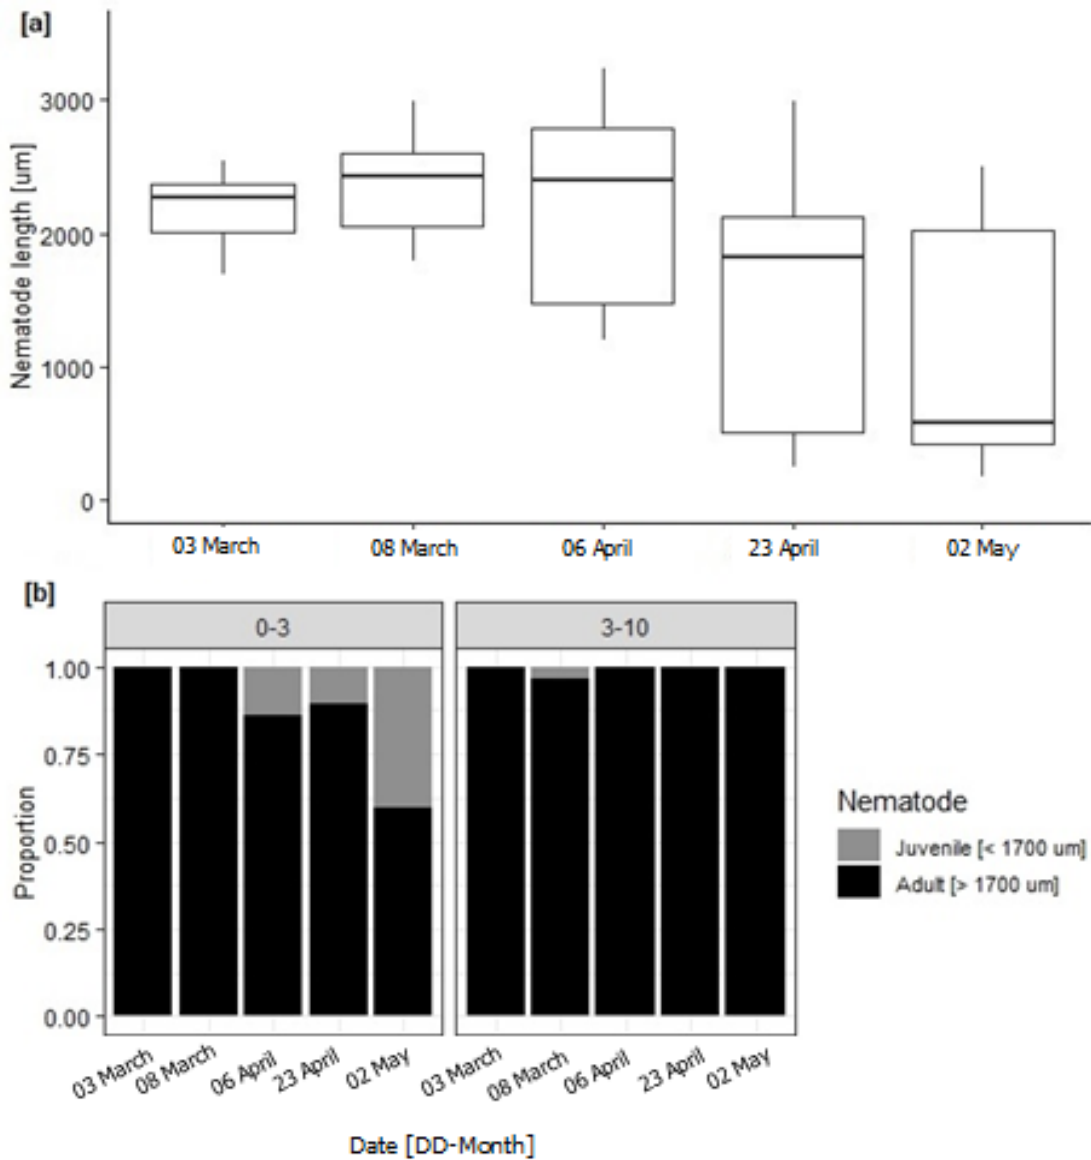 [a]
Nematode length [um]
3000
2000
1000
0
03 March 08 March 06 April 23 April 02 May
[b]
0-3 3-10
Proportion
1.00
0.75
0.50
0.25
0.00
03 March 08 March 06 April 23 April 02 May 03 March 08 March 06 April 23 April 02 May
Date [DD-Month]
Nematode
Juvenile [< 1700 um]
Adult [> 1700 um]